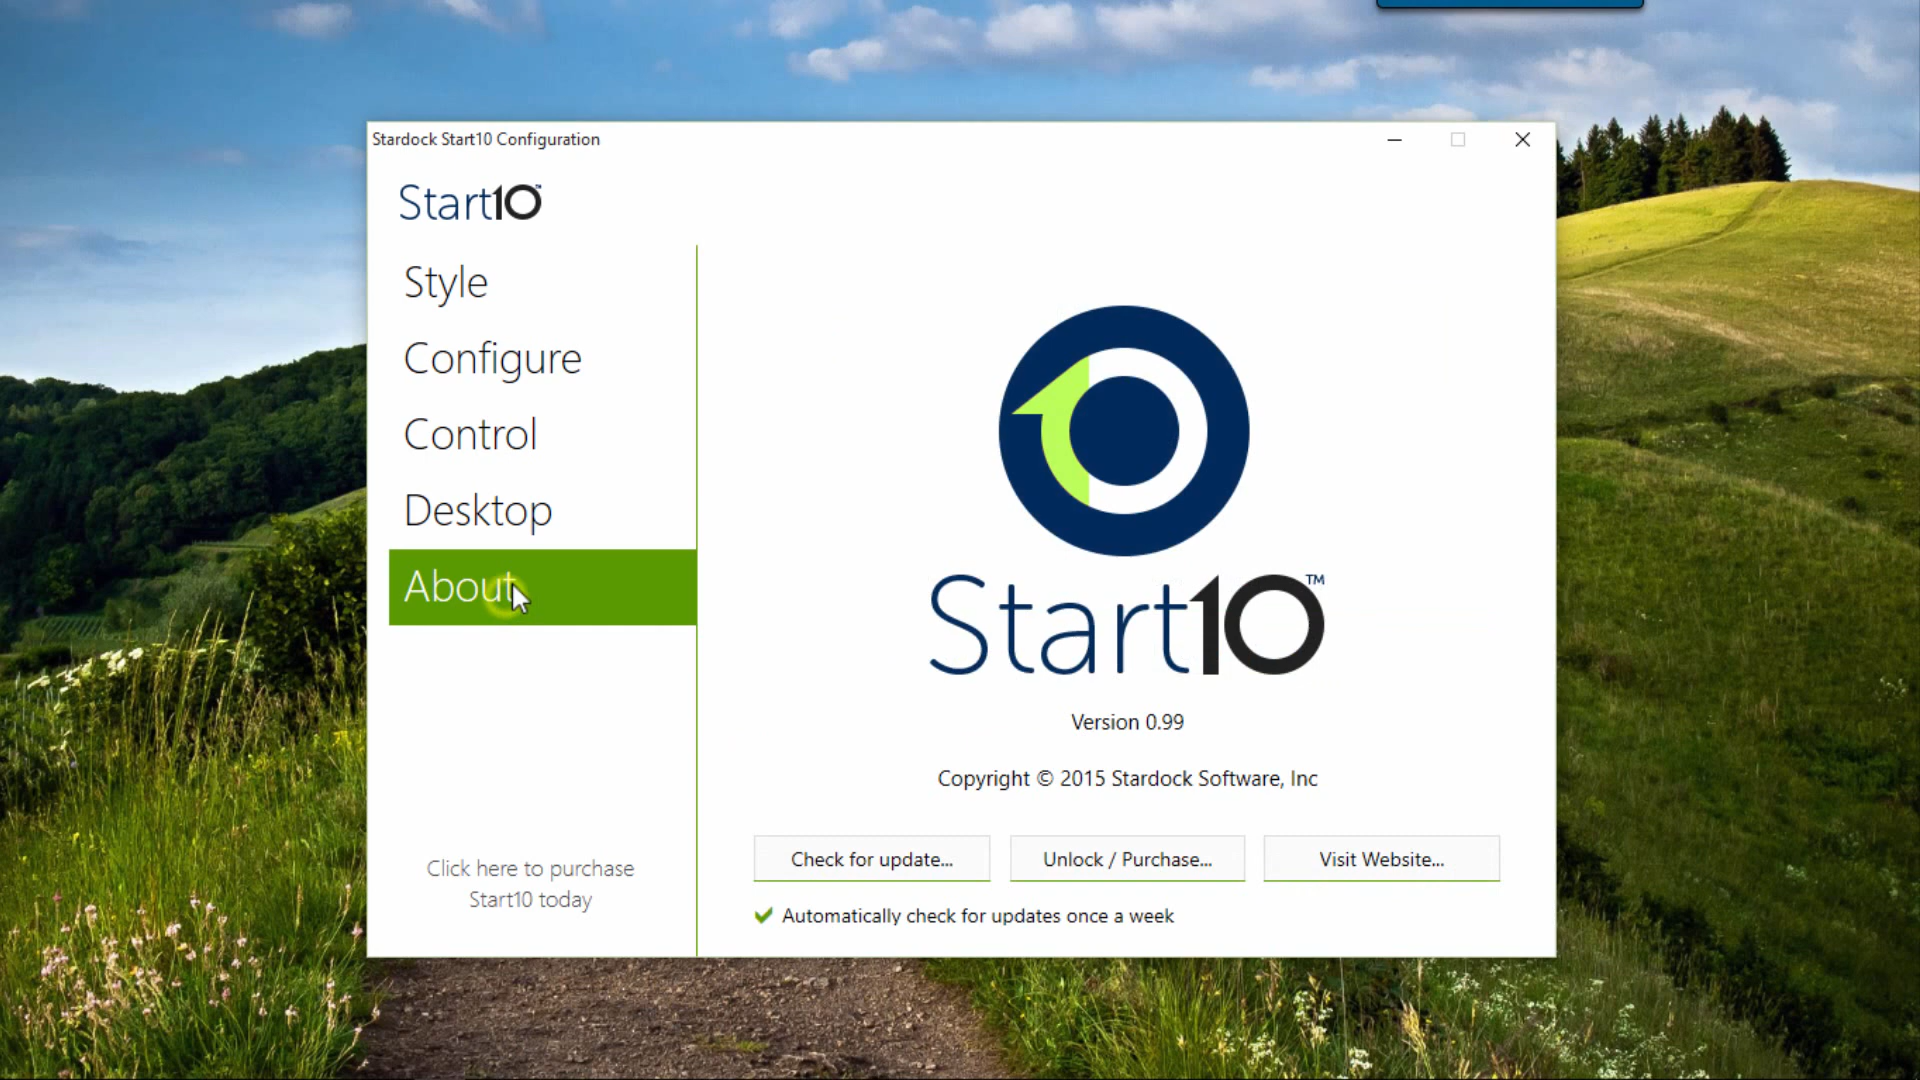 Stardock Start10 Configuration
Start10™
Style
Configure
Control
Desktop
About
Click here to purchase
Start10 today
Start10™
Version 0.99
Copyright © 2015 Stardock Software, Inc
Check for update...
Unlock / Purchase...
Visit Website...
Automatically check for updates once a week